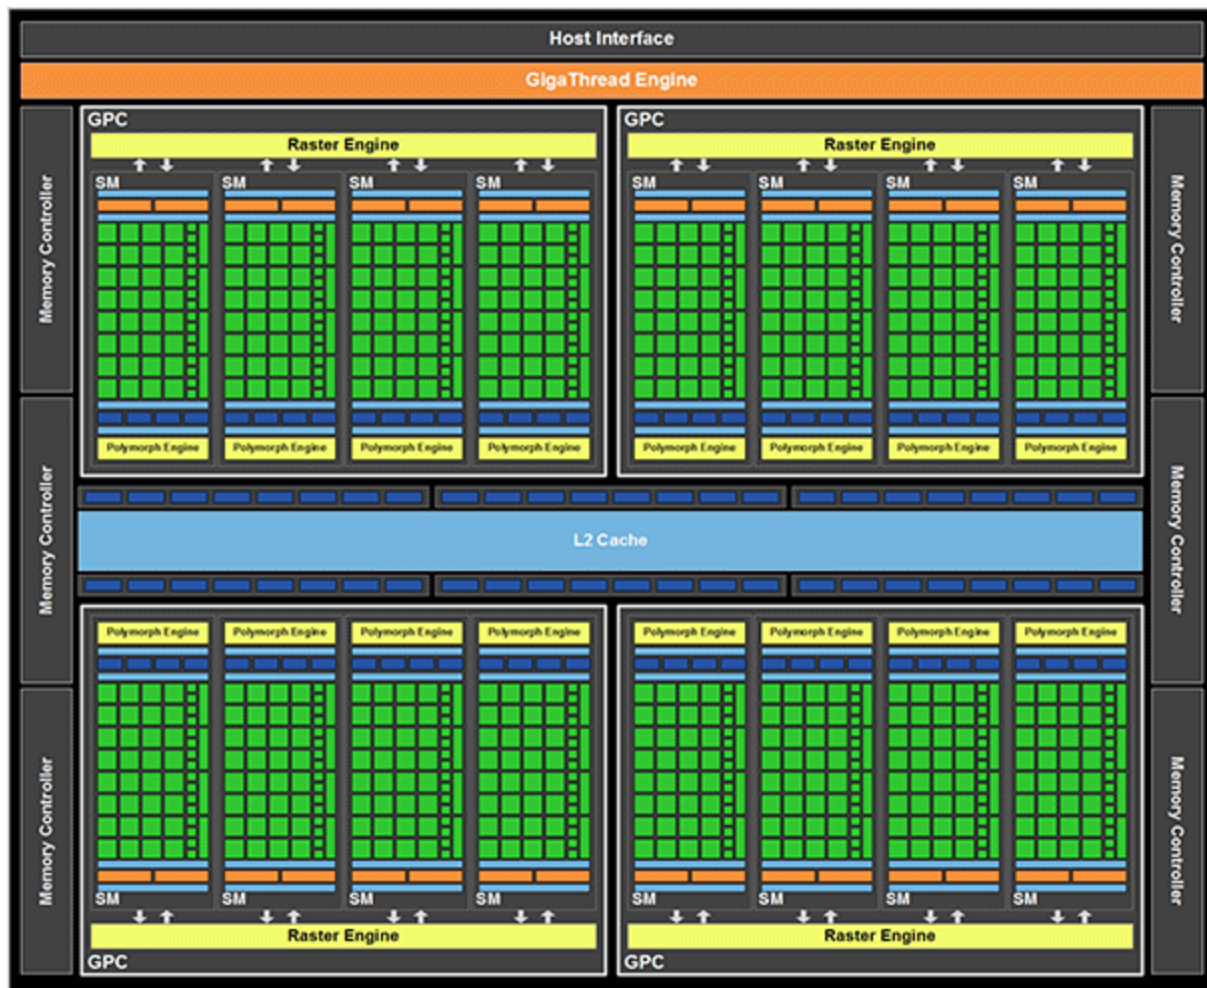 Host Interface
GigaThread Engine
Memory Controller
Memory Controller
Memory Controller
GPC
Raster Engine
SM SM SM SM
Polymorph Engine Polymorph Engine Polymorph Engine Polymorph Engine
GPC
Raster Engine
SM SM SM SM
Polymorph Engine Polymorph Engine Polymorph Engine Polymorph Engine
L2 Cache
Polymorph Engine Polymorph Engine Polymorph Engine Polymorph Engine
SM SM SM SM
Raster Engine
GPC
Polymorph Engine Polymorph Engine Polymorph Engine Polymorph Engine
SM SM SM SM
Raster Engine
GPC
Memory Controller
Memory Controller
Memory Controller